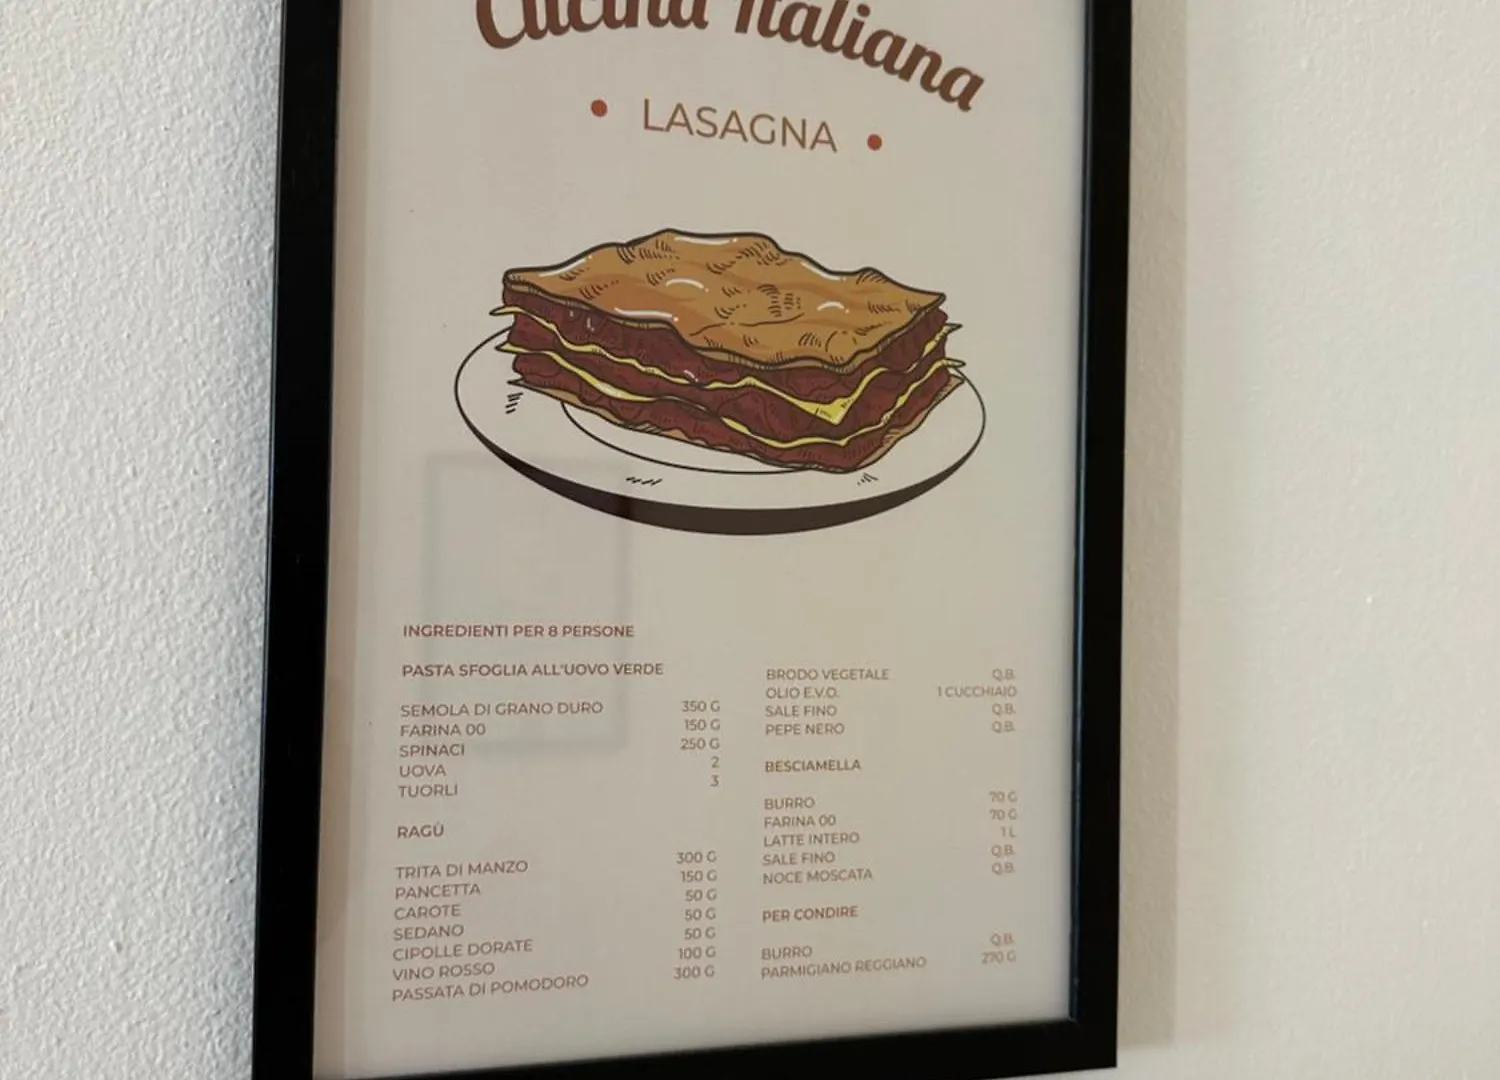 Cucina Italiana
• LASAGNA •
INGREDIENTI PER 8 PERSONE
PASTA SFOGLIA ALL'UOVO VERDE
SEMOLA DI GRANO DURO 350 G
FARINA 00 150 G
SPINACI 250 G
UOVA 2
TUORLI 3
RAGÙ
TRITA DI MANZO 300 G
PANCETTA 150 G
CAROTE 50 G
SEDANO 50 G
CIPOLLE DORATE 50 G
VINO ROSSO 100 G
PASSATA DI POMODORO 300 G
BRODO VEGETALE Q.B.
OLIO E.V.O. 1 CUCCHIAIO
SALE FINO Q.B.
PEPE NERO Q.B.
BESCIAMELLA
BURRO 70 G
FARINA 00 70 G
LATTE INTERO 1 L
SALE FINO Q.B.
NOCE MOSCATA Q.B.
PER CONDIRE
BURRO Q.B.
PARMIGIANO REGGIANO 270 G